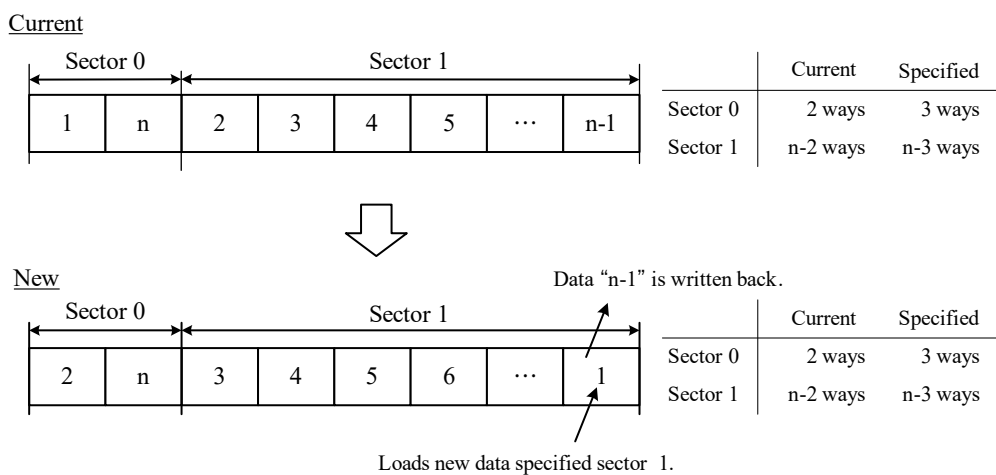 Current
Sector 0 Sector 1
Current Specified
1 n 2 3 4 5 ··· n-1
Sector 0 2 ways 3 ways
Sector 1 n-2 ways n-3 ways
New
Data “n-1” is written back.
Sector 0 Sector 1
Current Specified
2 n 3 4 5 6 ··· 1
Sector 0 2 ways 3 ways
Sector 1 n-2 ways n-3 ways
Loads new data specified sector 1.